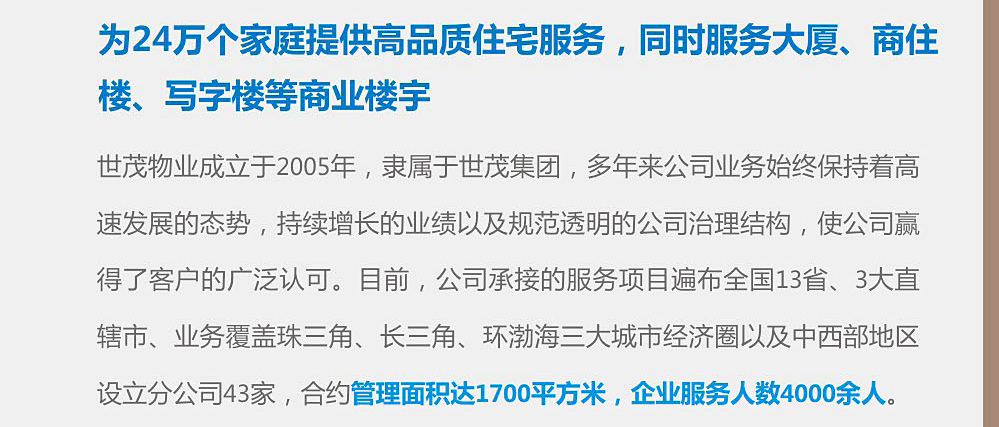 为24万个家庭提供高品质住宅服务，同时服务大厦、商住
楼、写字楼等商业楼宇
世茂物业成立于2005年，隶属于世茂集团，多年来公司业务始终保持着高
速发展的态势，持续增长的业绩以及规范透明的公司治理结构，使公司赢
得了客户的广泛认可。目前，公司承接的服务项目遍布全国13省、3大直
辖市、业务覆盖珠三角、长三角、环渤海三大城市经济圈以及中西部地区
设立分公司43家，合约管理面积达1700平方米，企业服务人数4000余人。